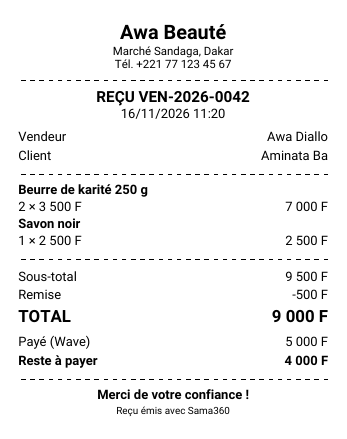 Awa Beauté
Marché Sandaga, Dakar
Tél. +221 77 123 45 67
REÇU VEN-2026-0042
16/11/2026 11:20
Vendeur Awa Diallo
Client Aminata Ba
Beurre de karité 250 g
2 × 3 500 F 7 000 F
Savon noir
1 × 2 500 F 2 500 F
Sous-total 9 500 F
Remise -500 F
TOTAL 9 000 F
Payé (Wave) 5 000 F
Reste à payer 4 000 F
Merci de votre confiance !
Reçu émis avec Sama360